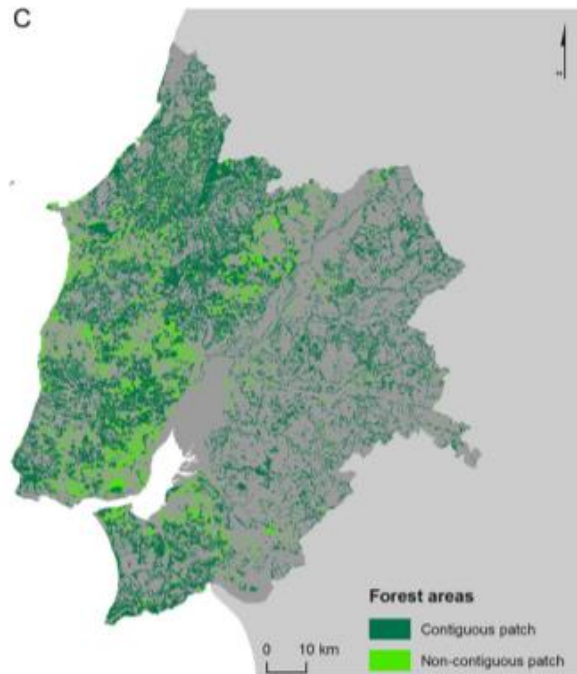 C
N
Forest areas
Contiguous patch
Non-contiguous patch
0 10 km